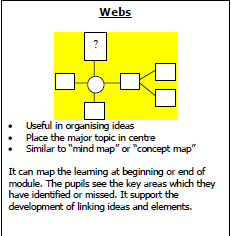 Webs
?
• Useful in organising ideas
• Place the major topic in centre
• Similar to "mind map" or "concept map"
It can map the learning at beginning or end of
module. The pupils see the key areas which they
have identified or missed. It support the
development of linking ideas and elements.